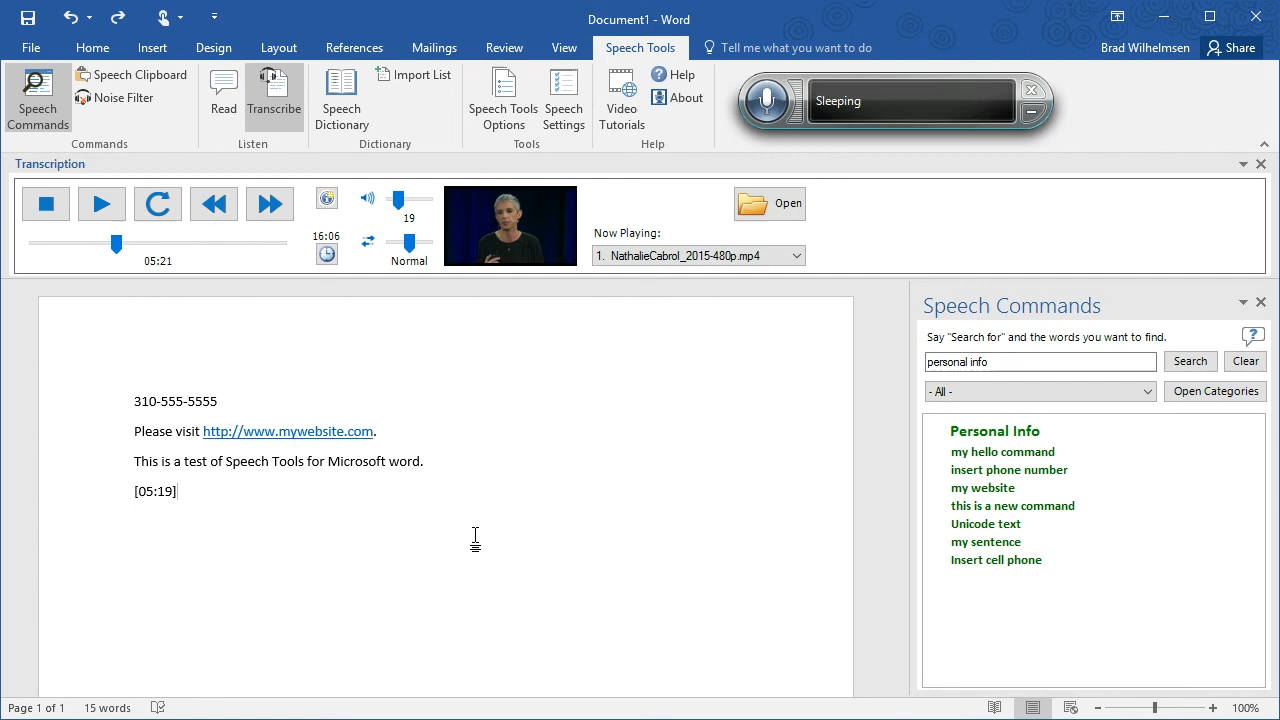 Document1 - Word
File Home Insert Design Layout References Mailings Review View Speech Tools Tell me what you want to do Brad Wilhelmsen Share
Speech Commands
Speech Clipboard
Noise Filter
Commands
Read
Transcribe
Listen
Speech Dictionary
Import List
Dictionary
Speech Tools Options
Speech Settings
Tools
Video Tutorials
Help
About
Help
Sleeping
Transcription
05:21
16:06
19
Normal
Now Playing:
1. NathalieCabrol_2015-480p.mp4
Open
310-555-5555
Please visit http://www.mywebsite.com.
This is a test of Speech Tools for Microsoft word.
[05:19]
Speech Commands
Say "Search for" and the words you want to find.
personal info Search Clear
- All - Open Categories
Personal Info
my hello command
insert phone number
my website
this is a new command
Unicode text
my sentence
Insert cell phone
Page 1 of 1 15 words 100%